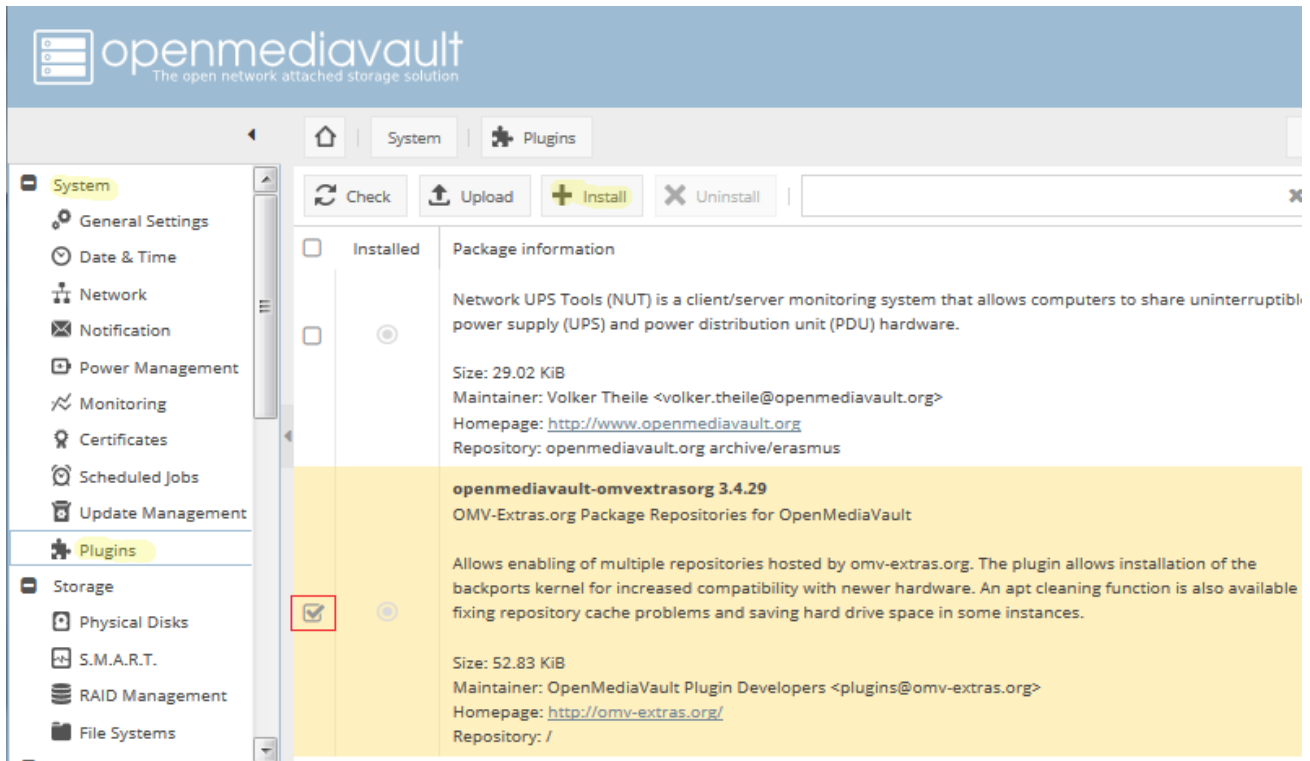 openmediavault
The open network attached storage solution
System | Plugins
System
General Settings
Date & Time
Network
Notification
Power Management
Monitoring
Certificates
Scheduled Jobs
Update Management
Plugins
Storage
Physical Disks
S.M.A.R.T.
RAID Management
File Systems
Check Upload Install Uninstall
Installed Package information
Network UPS Tools (NUT) is a client/server monitoring system that allows computers to share uninterruptible
power supply (UPS) and power distribution unit (PDU) hardware.
Size: 29.02 KiB
Maintainer: Volker Theile <volker.theile@openmediavault.org>
Homepage: http://www.openmediavault.org
Repository: openmediavault.org archive/erasmus
openmediavault-omvextrasorg 3.4.29
OMV-Extras.org Package Repositories for OpenMediaVault
Allows enabling of multiple repositories hosted by omv-extras.org. The plugin allows installation of the
backports kernel for increased compatibility with newer hardware. An apt cleaning function is also available
fixing repository cache problems and saving hard drive space in some instances.
Size: 52.83 KiB
Maintainer: OpenMediaVault Plugin Developers <plugins@omv-extras.org>
Homepage: http://omv-extras.org/
Repository: /